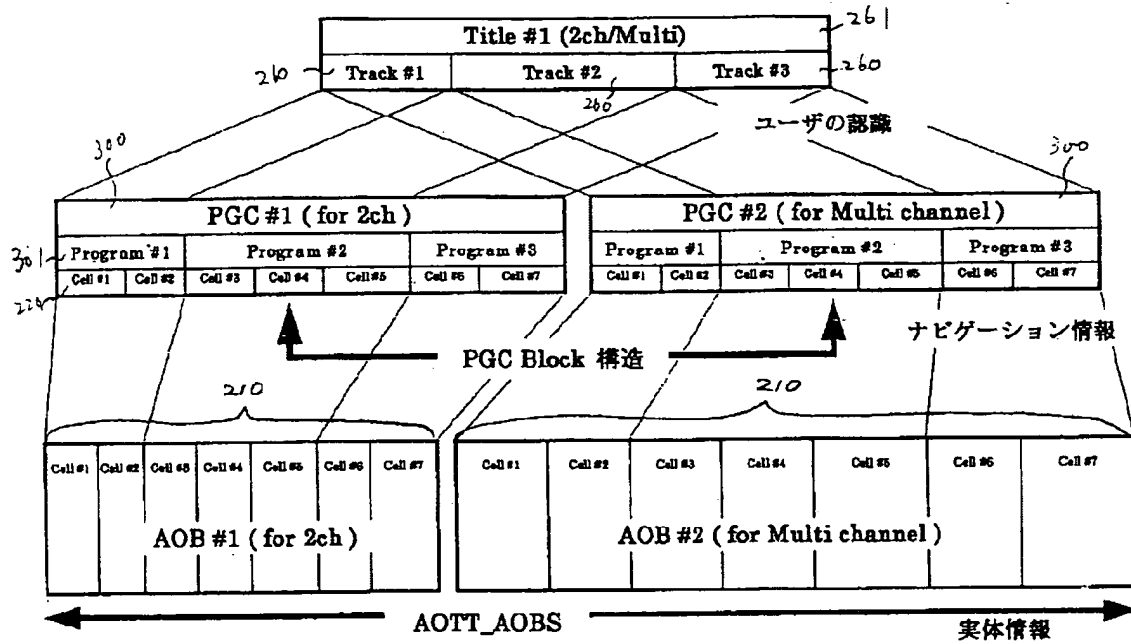 Title #1 (2ch/Multi)
261
260
Track #1
Track #2
Track #3
260
260
ユーザの認識
300
300
PGC #1 ( for 2ch )
PGC #2 ( for Multi channel )
301
Program #1
Program #2
Program #3
Program #1
Program #2
Program #3
Cell #1
Cell #2
Cell #3
Cell #4
Cell #5
Cell #6
Cell #7
Cell #1
Cell #2
Cell #3
Cell #4
Cell #5
Cell #6
Cell #7
ナビゲーション情報
PGC Block 構造
210
210
Cell #1
Cell #2
Cell #3
Cell #4
Cell #5
Cell #6
Cell #7
Cell #1
Cell #2
Cell #3
Cell #4
Cell #5
Cell #6
Cell #7
AOB #1 ( for 2ch )
AOB #2 ( for Multi channel )
AOTT_AOBS
実体情報